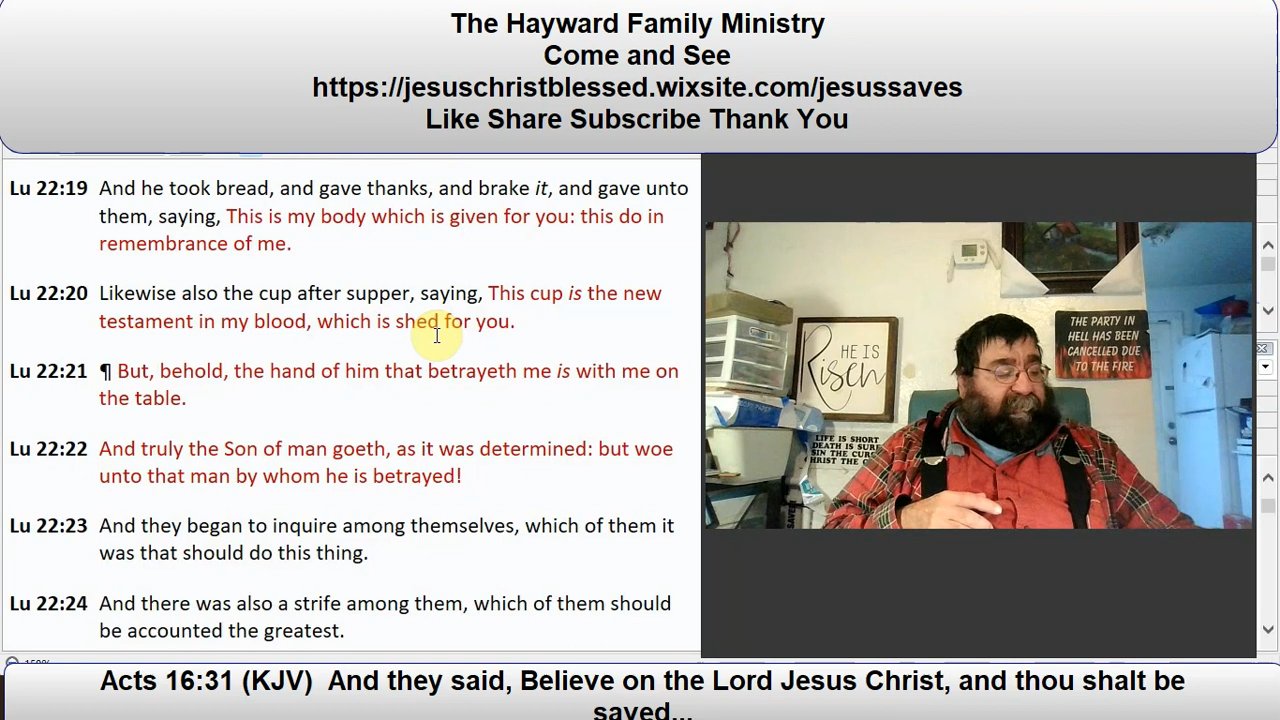 The Hayward Family Ministry
Come and See
https://jesuschristblessed.wixsite.com/jesussaves
Like Share Subscribe Thank You
Lu 22:19 And he took bread, and gave thanks, and brake it, and gave unto
them, saying, This is my body which is given for you: this do in
remembrance of me.
Lu 22:20 Likewise also the cup after supper, saying, This cup is the new
testament in my blood, which is shed for you.
Lu 22:21 ¶ But, behold, the hand of him that betrayeth me is with me on
the table.
Lu 22:22 And truly the Son of man goeth, as it was determined: but woe
unto that man by whom he is betrayed!
Lu 22:23 And they began to inquire among themselves, which of them it
was that should do this thing.
Lu 22:24 And there was also a strife among them, which of them should
be accounted the greatest.
HE IS
Risen
THE PARTY IN
HELL HAS BEEN
CANCELLED DUE
TO THE FIRE
LIFE IS SHORT
DEATH IS SURE
SIN THE CURSE
CHRIST THE
Acts 16:31 (KJV) And they said, Believe on the Lord Jesus Christ, and thou shalt be
saved...